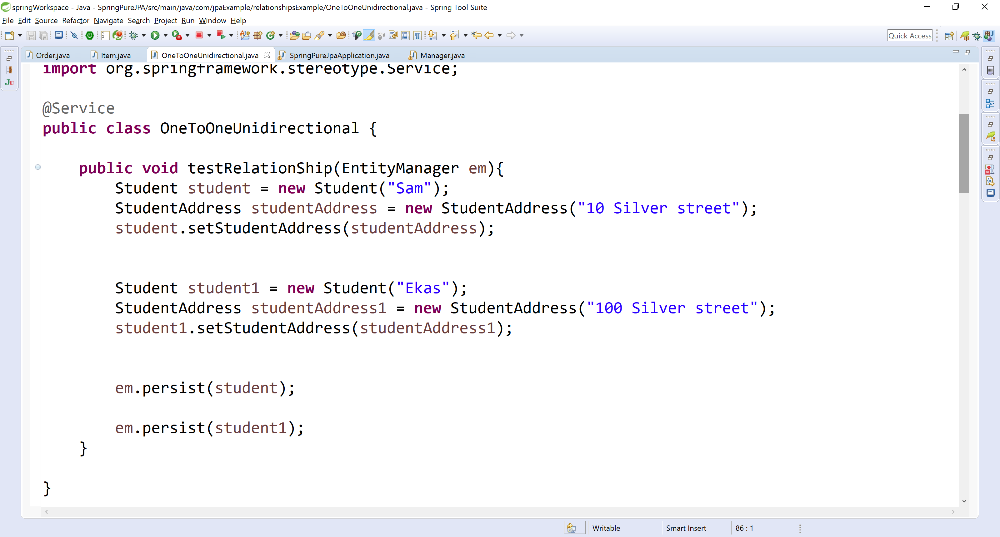 springWorkspace - Java - SpringPureJPA/src/main/java/com/jpaExample/relationshipsExample/OneToOneUnidirectional.java - Spring Tool Suite
File Edit Source Refactor Navigate Search Project Run Window Help
Quick Access
Order.java Item.java OneToOneUnidirectional.java SpringPureJpaApplication.java Manager.java
import org.springframework.stereotype.Service;
@Service
public class OneToOneUnidirectional {
public void testRelationShip(EntityManager em){
Student student = new Student("Sam");
StudentAddress studentAddress = new StudentAddress("10 Silver street");
student.setStudentAddress(studentAddress);
Student student1 = new Student("Ekas");
StudentAddress studentAddress1 = new StudentAddress("100 Silver street");
student1.setStudentAddress(studentAddress1);
em.persist(student);
em.persist(student1);
}
}
Writable Smart Insert 86 : 1